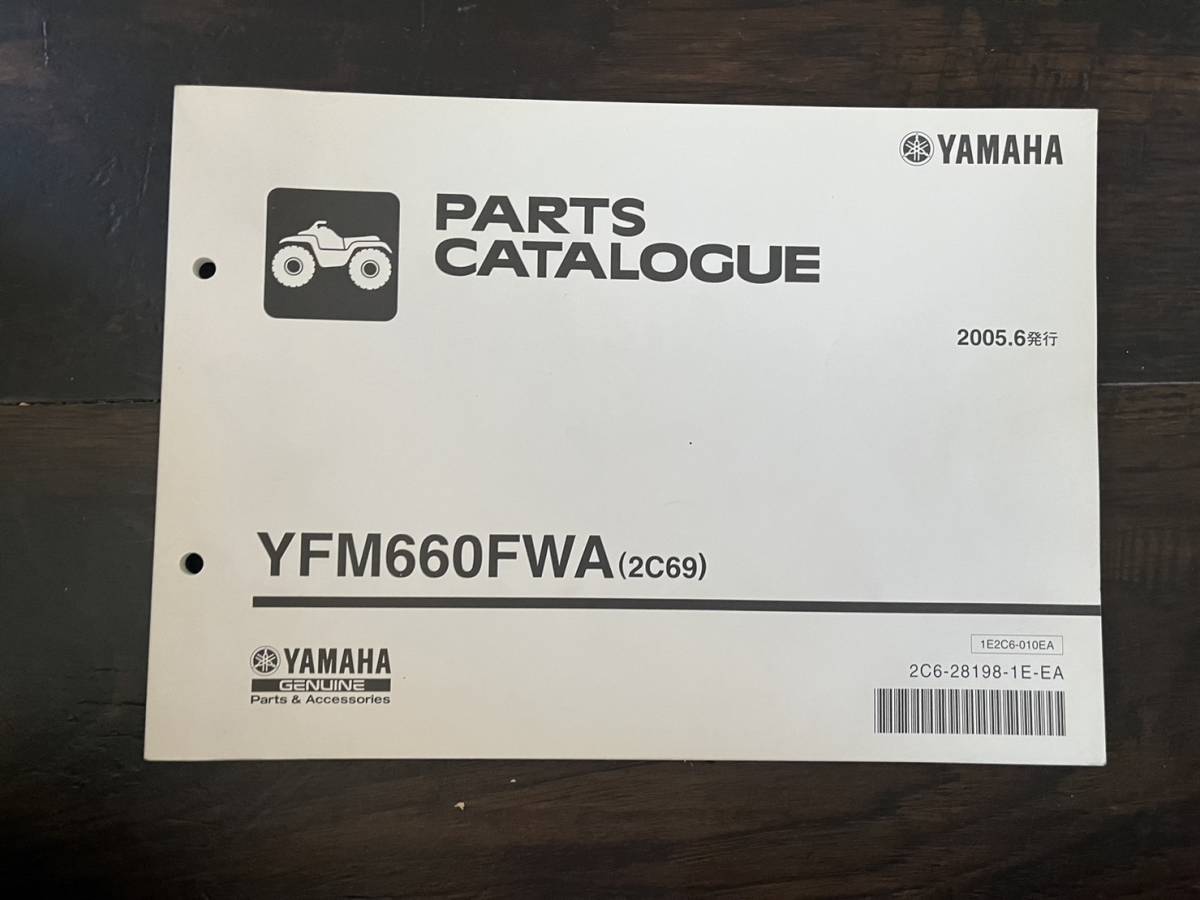 YAMAHA
PARTS
CATALOGUE
2005.6発行
YFM660FWA(2C69)
YAMAHA
GENUINE
Parts & Accessories
1E2C6-010EA
2C6-28198-1E-EA